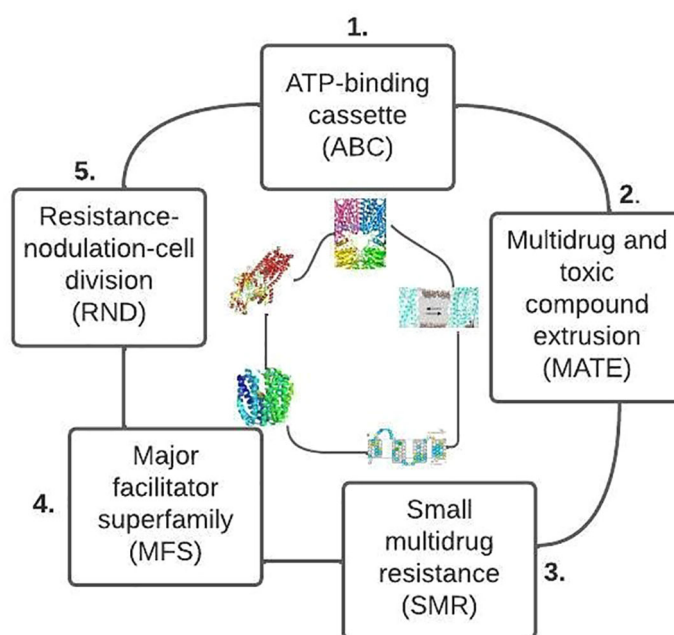 1.
ATP-binding
cassette
(ABC)
2.
Multidrug and
toxic
compound
extrusion
(MATE)
3.
Small
multidrug
resistance
(SMR)
4.
Major
facilitator
superfamily
(MFS)
5.
Resistance-
nodulation-cell
division
(RND)